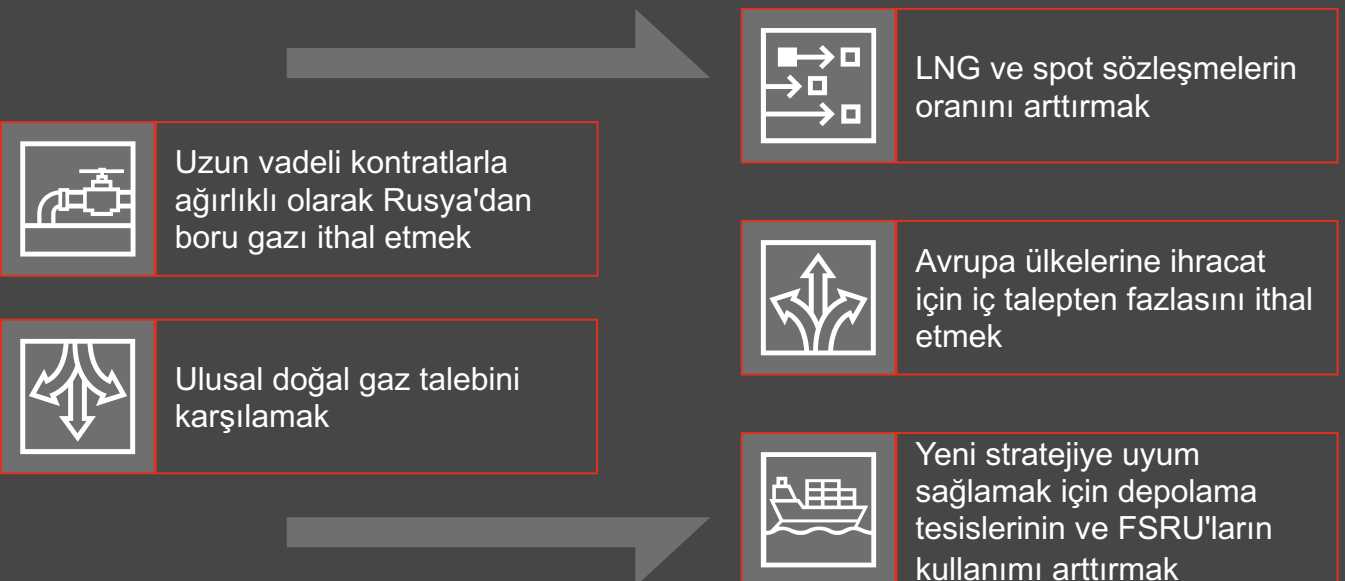 Uzun vadeli kontratlarla
ağırlıklı olarak Rusya'dan
boru gazı ithal etmek
Ulusal doğal gaz talebini
karşılamak
LNG ve spot sözleşmelerin
oranını arttırmak
Avrupa ülkelerine ihracat
için iç talepten fazlasını ithal
etmek
Yeni stratejiye uyum
sağlamak için depolama
tesislerinin ve FSRU'ların
kullanımı arttırmak